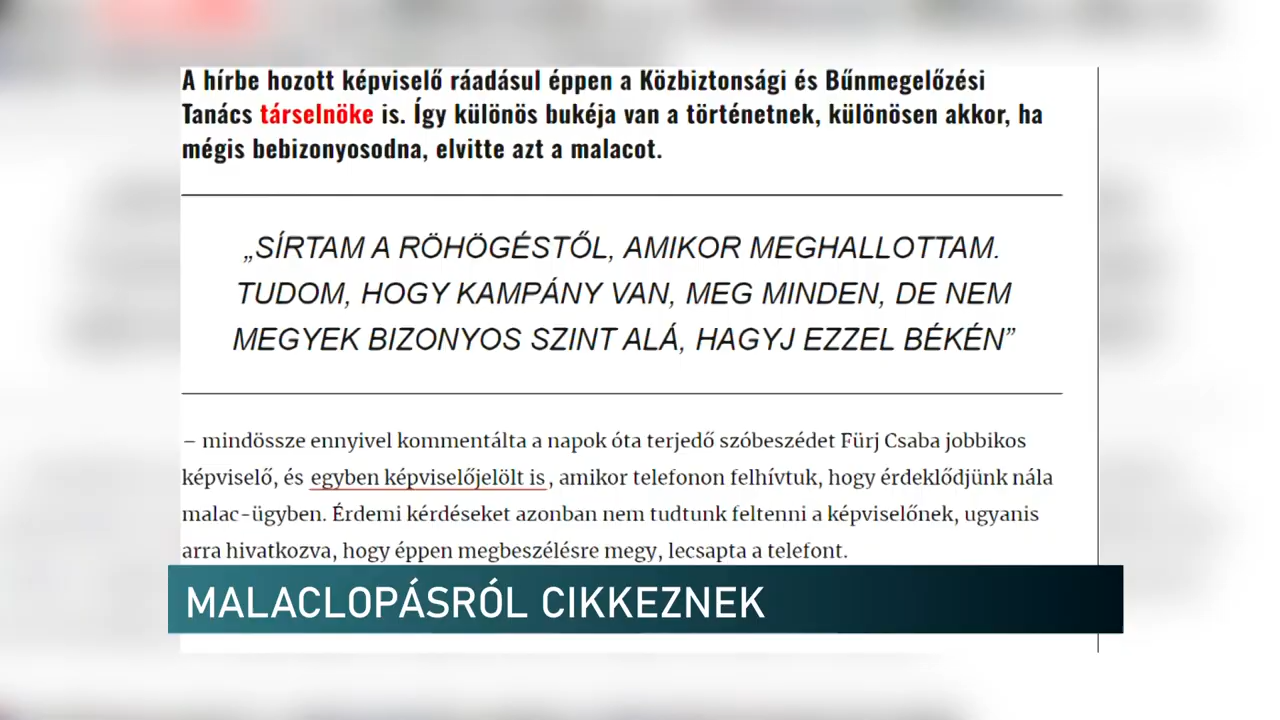 A hírbe hozott képviselő ráadásul éppen a Közbiztonsági és Bűnmegelőzési
Tanács társelnöke is. Így különös bukéja van a történetnek, különösen akkor, ha
mégis bebizonyosodna, elvitte azt a malacot.
„SÍRTAM A RÖHÖGÉSTŐL, AMIKOR MEGHALLOTTAM.
TUDOM, HOGY KAMPÁNY VAN, MEG MINDEN, DE NEM
MEGYEK BIZONYOS SZINT ALÁ, HAGYJ EZZEL BÉKÉN”
– mindössze ennyivel kommentálta a napok óta terjedő szóbeszédet Fürj Csaba jobbikos
képviselő, és egyben képviselőjelölt is, amikor telefonon felhívtuk, hogy érdeklődjünk nála
malac-ügyben. Érdemi kérdéseket azonban nem tudtunk feltenni a képviselőnek, ugyanis
arra hivatkozva, hogy éppen megbeszélésre megy, lecsapta a telefont.
MALACLOPÁSRÓL CIKKEZNEK